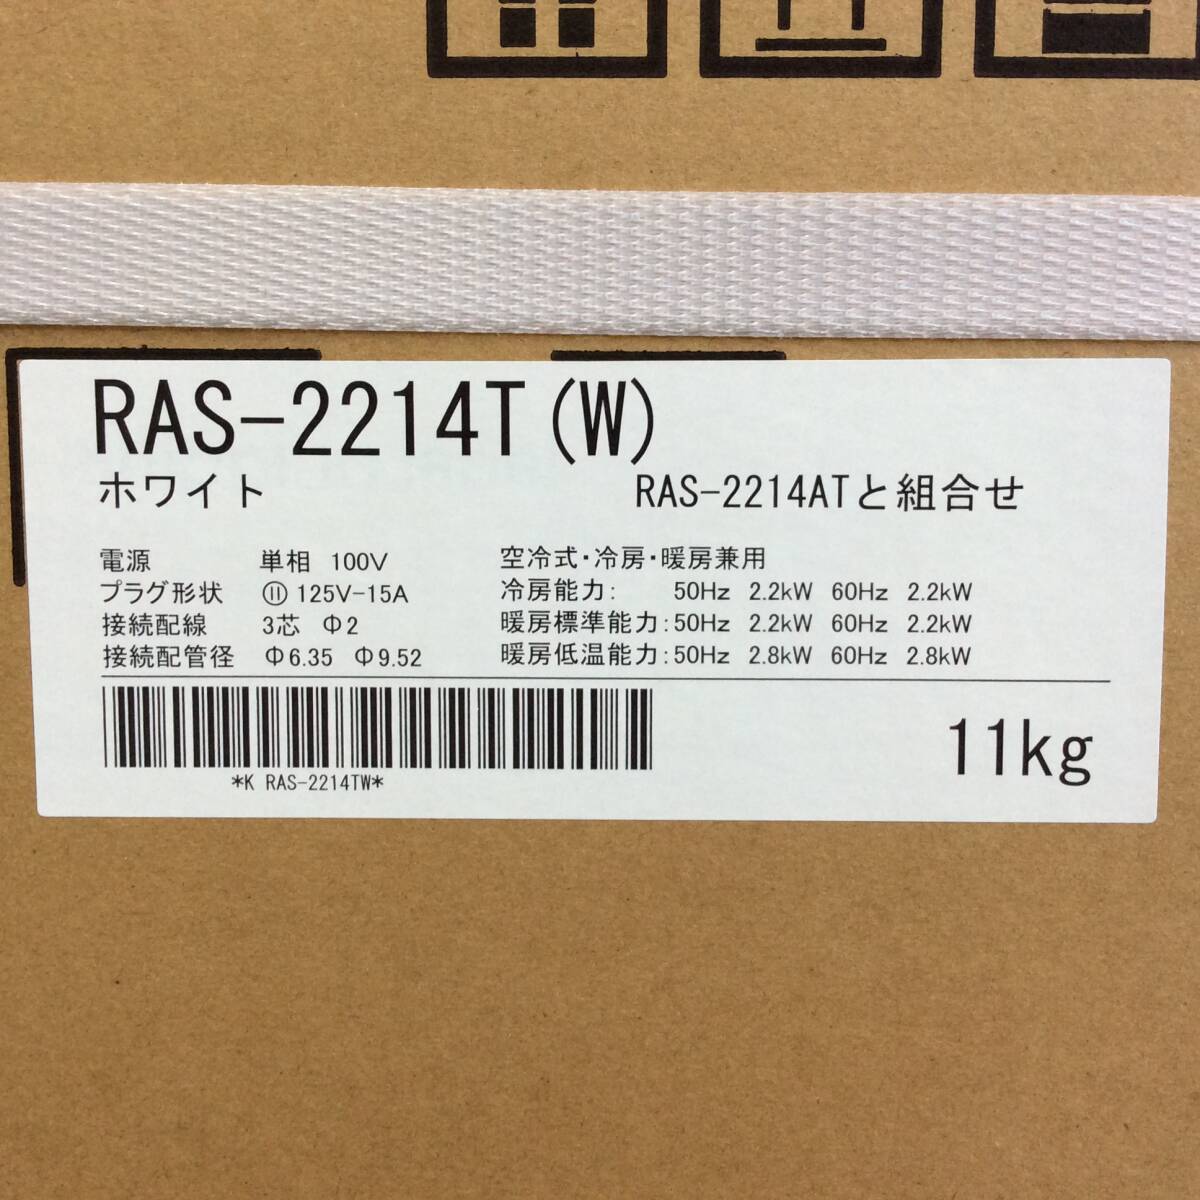 RAS-2214T(W)
ホワイト RAS-2214ATと組合せ
電源 単相 100V 空冷式・冷房・暖房兼用
プラグ形状 125V-15A 冷房能力: 50Hz 2.2kW 60Hz 2.2kW
接続配線 3芯 Φ2 暖房標準能力:50Hz 2.2kW 60Hz 2.2kW
接続配管径 Φ6.35 Φ9.52 暖房低温能力:50Hz 2.8kW 60Hz 2.8kW
11kg
*K RAS-2214TW*